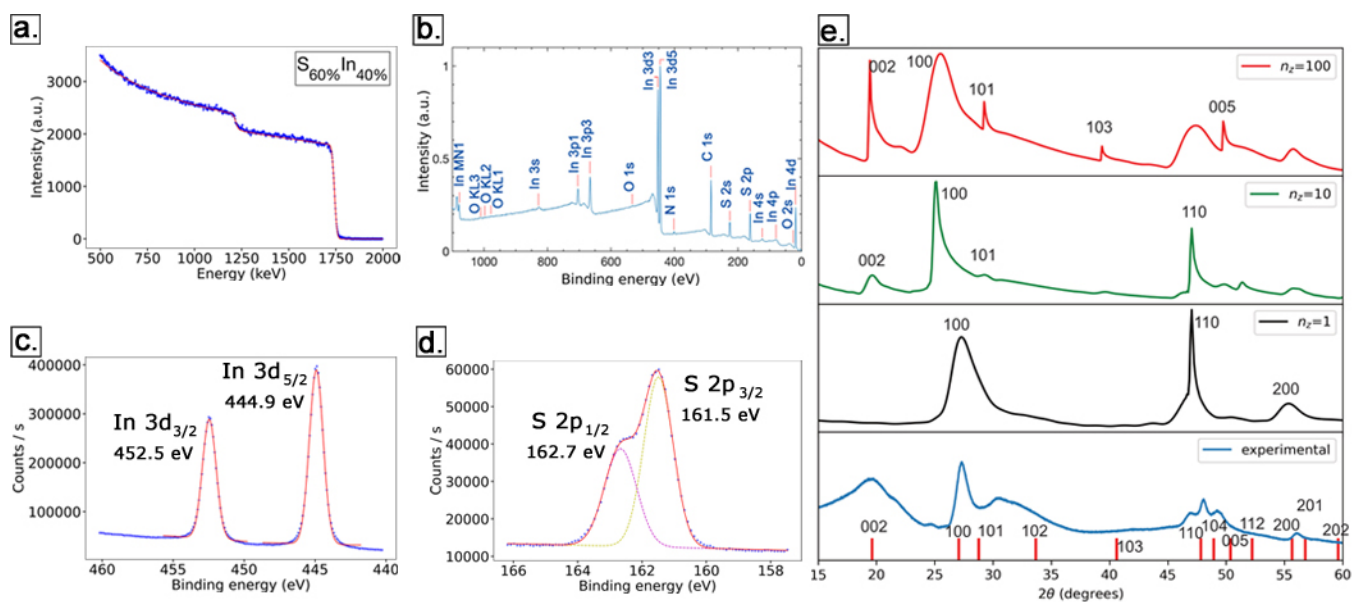 a.
S60%In40%
3000
2000
1000
0
Intensity (a.u.)
500
750
1000
1250
1500
1750
2000
Energy (keV)
b.
1
0.5
0
Intensity (a.u.)
In MN1
O KL3
O KL2
O KL1
In 3s
In 3p1
In 3p3
O 1s
In 3d3
In 3d5
N 1s
C 1s
S 2s
S 2p
In 4s
In 4p
O 2s
In 4d
1000
800
600
400
200
0
Binding energy (eV)
c.
In 3d5/2
444.9 eV
In 3d3/2
452.5 eV
400000
300000
200000
100000
Counts / s
460
455
450
445
440
Binding energy (eV)
d.
S 2p3/2
161.5 eV
S 2p1/2
162.7 eV
60000
50000
40000
30000
20000
10000
Counts / s
166
164
162
160
158
Binding energy (eV)
e.
002
100
101
103
005
nz=100
002
100
101
110
nz=10
100
110
200
nz=1
experimental
002
100
101
102
103
110
104
005
112
200
201
202
15
20
25
30
35
40
45
50
55
60
2θ (degrees)